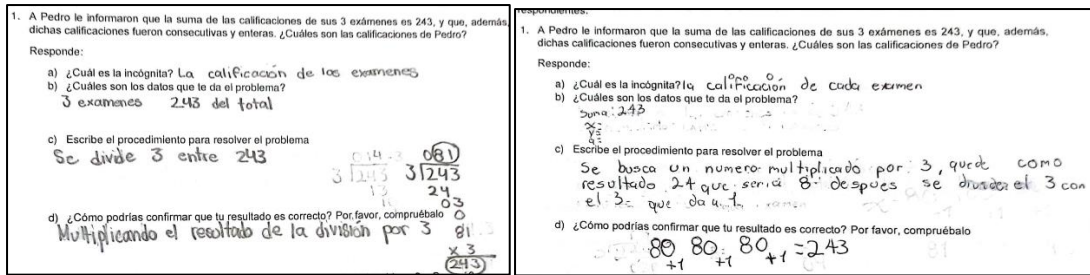 1. A Pedro le informaron que la suma de las calificaciones de sus 3 exámenes es 243, y que, además,
dichas calificaciones fueron consecutivas y enteras. ¿Cuáles son las calificaciones de Pedro?
Responde:
a) ¿Cuál es la incógnita? La calificación de los examenes
b) ¿Cuáles son los datos que te da el problema?
3 examenes 243 del total
c) Escribe el procedimiento para resolver el problema
Se divide 3 entre 243
081
3 243
24
03
0
d) ¿Cómo podrías confirmar que tu resultado es correcto? Por favor, compruébalo
Multiplicando el resultado de la división por 3
81
x 3
243
respondientes.
1. A Pedro le informaron que la suma de las calificaciones de sus 3 exámenes es 243, y que, además,
dichas calificaciones fueron consecutivas y enteras. ¿Cuáles son las calificaciones de Pedro?
Responde:
a) ¿Cuál es la incógnita? la calificación de cada examen
b) ¿Cuáles son los datos que te da el problema?
Suma: 243
c) Escribe el procedimiento para resolver el problema
Se busca un numero multiplicado por 3, que de como
resultado 24 que seria 8 despues se el 3 con
el 3 que da 1
d) ¿Cómo podrías confirmar que tu resultado es correcto? Por favor, compruébalo
80 80 80 = 243
+1 +1 +1